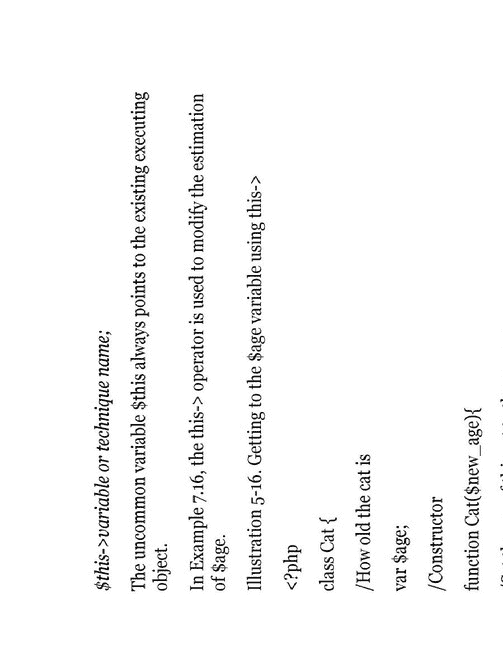 $this->variable or technique name;
The uncommon variable $this always points to the existing executing
object.
In Example 7.16, the this-> operator is used to modify the estimation
of $age.
Illustration 5-16. Getting to the $age variable using this->
<?php
class Cat {
/How old the cat is
var $age;
/Constructor
function Cat($new_age){